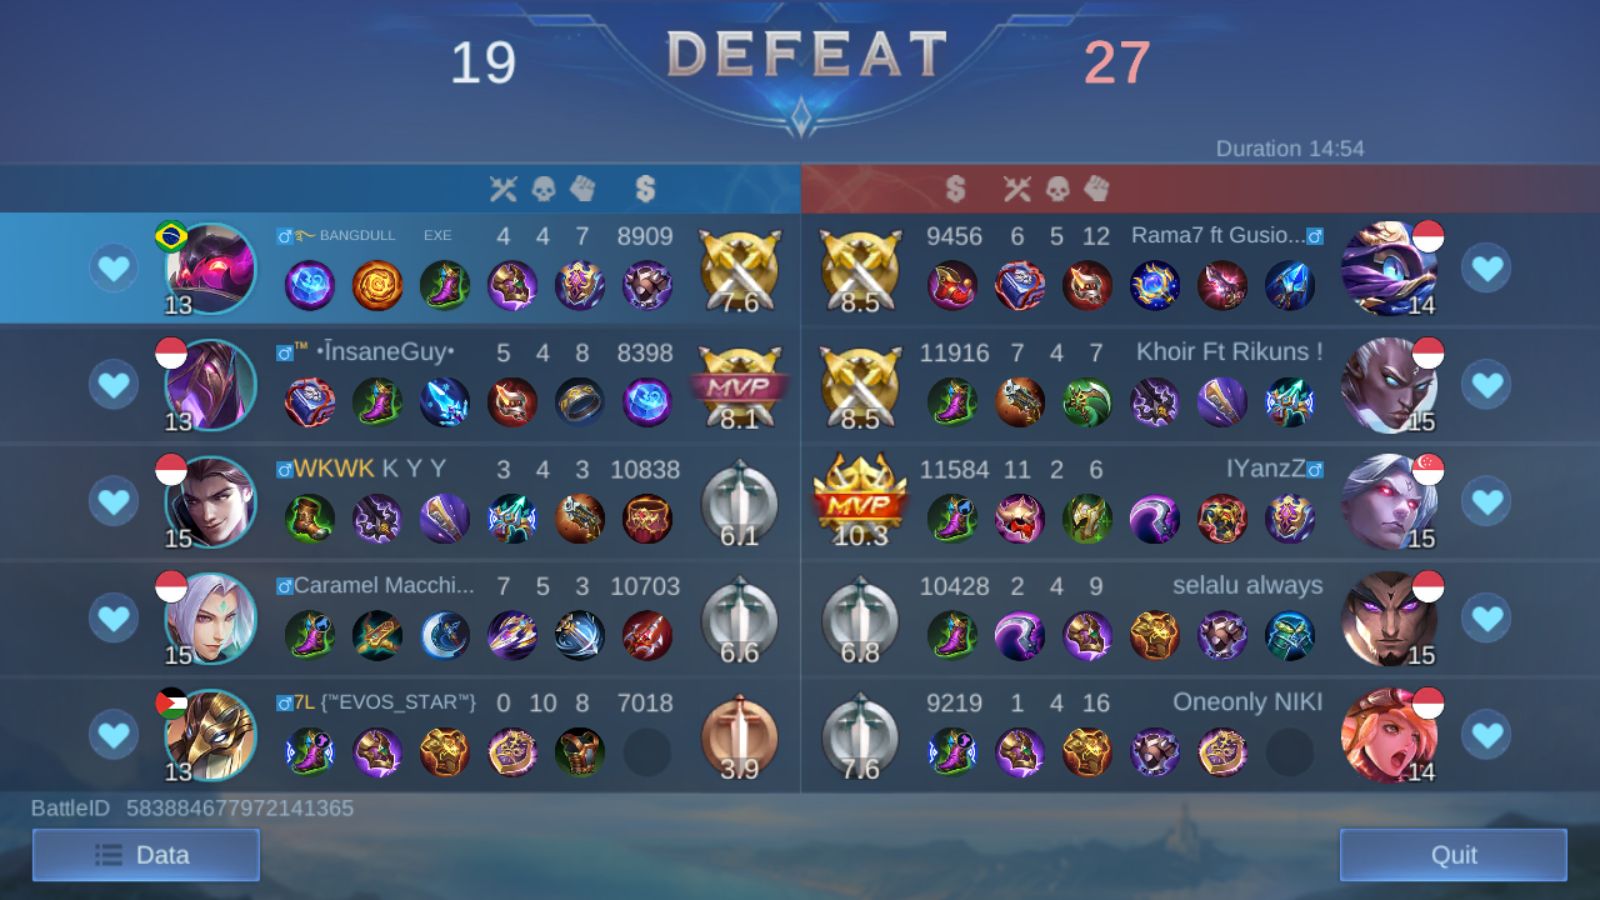 19 DEFEAT 27
Duration 14:54
BANGDULL EXE 4 4 7 8909 7.6
13
8.5 9456 6 5 12 Rama7 ft Gusio...
14
™ •ĪnsaneGuy• 5 4 8 8398 MVP 8.1
13
8.5 11916 7 4 7 Khoir Ft Rikuns !
15
WKWK K Y Y 3 4 3 10838 6.1
15
MVP 10.3 11584 11 2 6 IYanzZ
15
Caramel Macchi... 7 5 3 10703 6.6
15
6.8 10428 2 4 9 selalu always
15
7L {™EVOS_STAR™} 0 10 8 7018 3.9
13
7.6 9219 1 4 16 Oneonly NIKI
14
BattleID 583884677972141365
Data
Quit